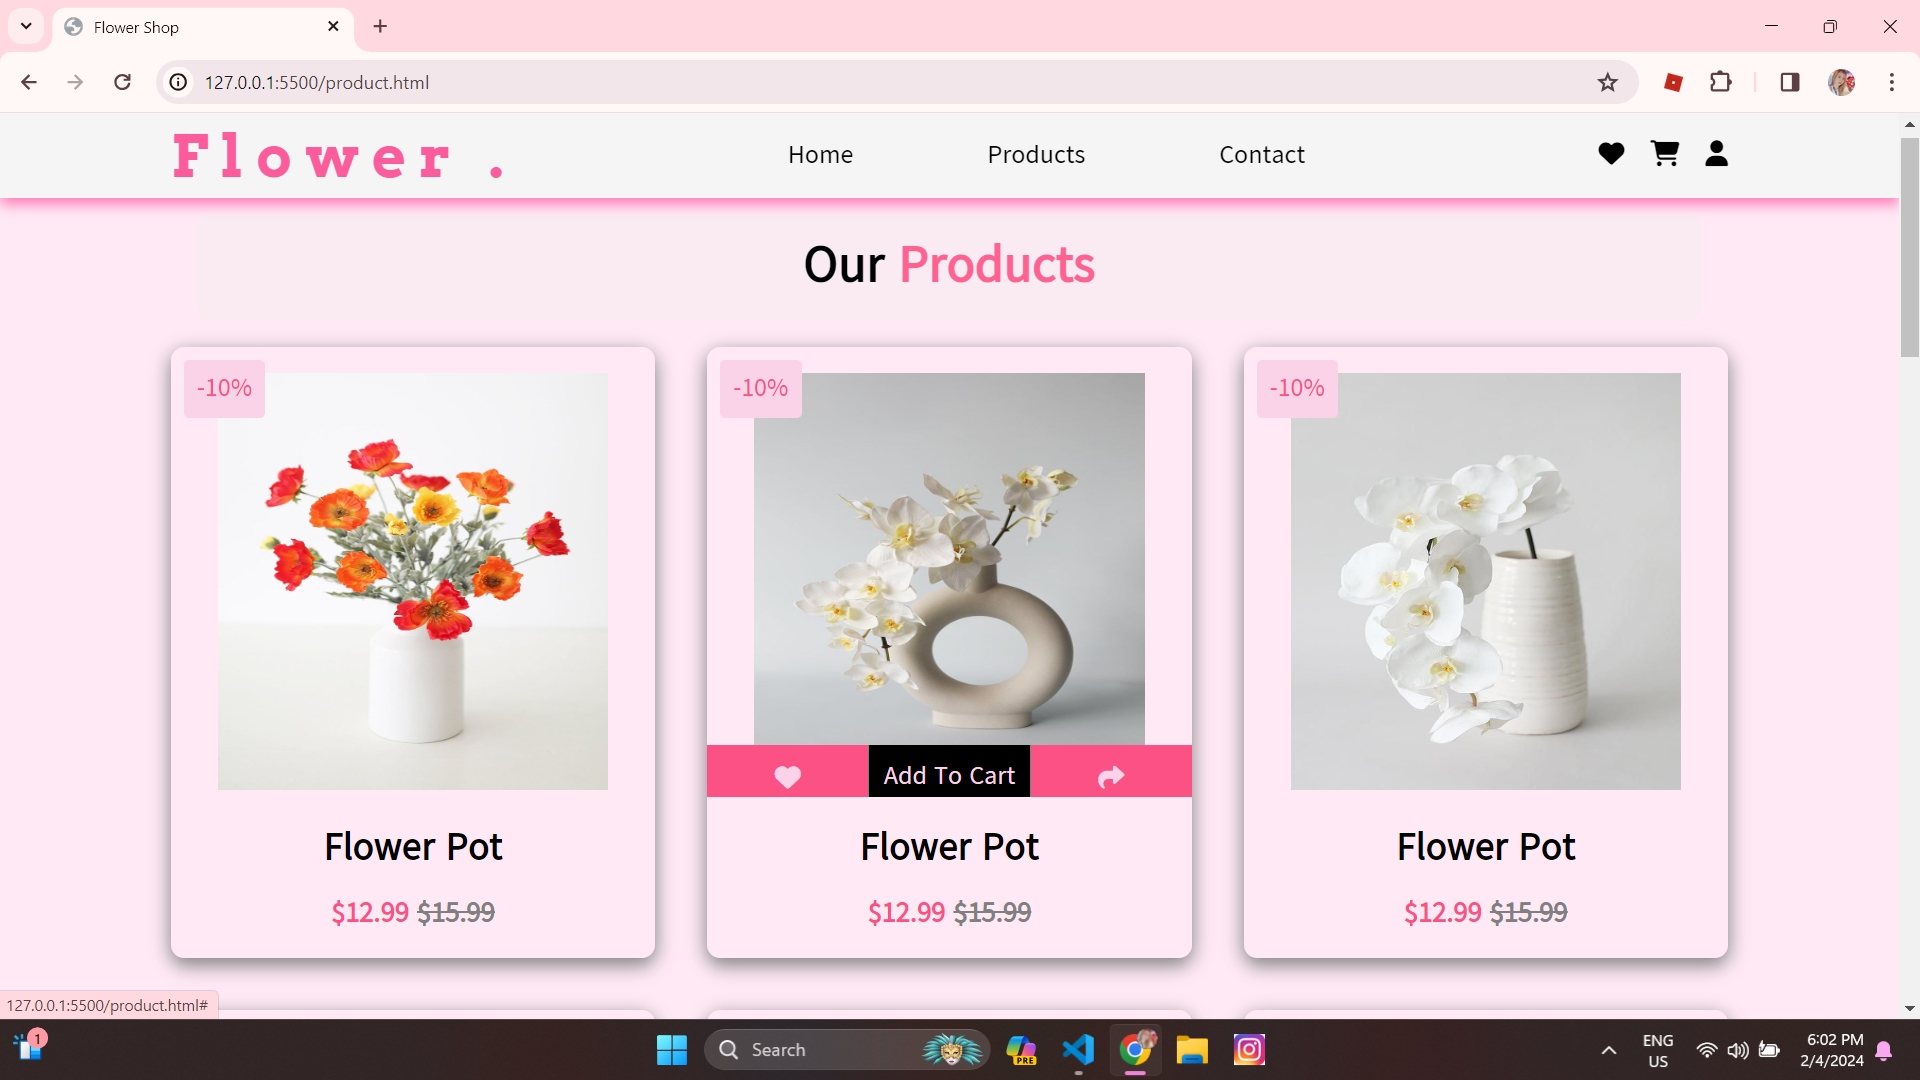 Flower Shop
127.0.0.1:5500/product.html
Flower .
Home Products Contact
Our Products
-10% -10% -10%
Add To Cart
Flower Pot Flower Pot Flower Pot
$12.99 $15.99 $12.99 $15.99 $12.99 $15.99
127.0.0.1:5500/product.html#
1
Search
PRE
ENG
US
6:02 PM
2/4/2024